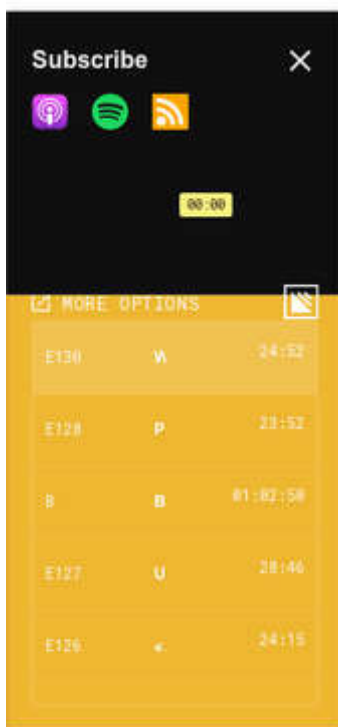 Subscribe
00:00
MORE OPTIONS
E130 24:52
E128 P 23:52
B B 01:02:50
E127 U 28:46
E126 24:15